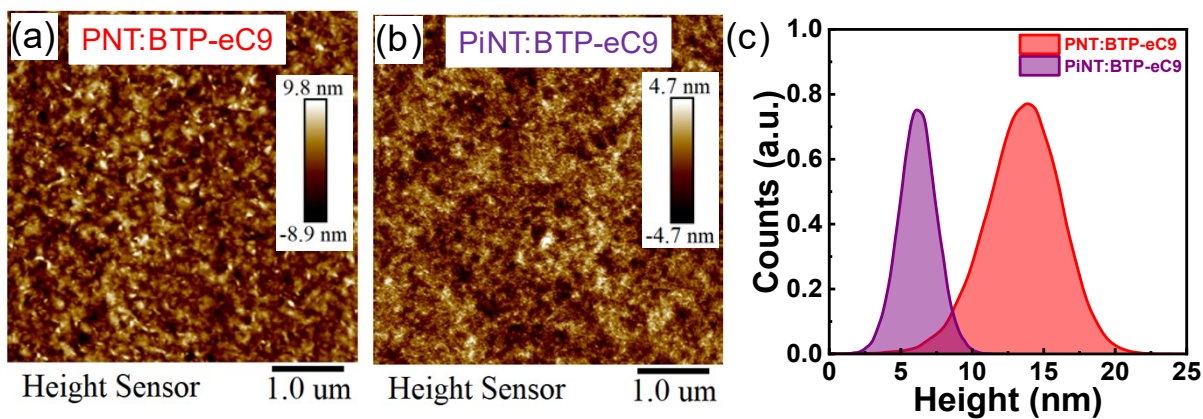 (a) PNT:BTP-eC9
9.8 nm
-8.9 nm
Height Sensor
1.0 um
(b) PiNT:BTP-eC9
4.7 nm
-4.7 nm
Height Sensor
1.0 um
(c)
PNT:BTP-eC9
PiNT:BTP-eC9
Counts (a.u.)
1.0
0.8
0.6
0.4
0.2
0.0
0 5 10 15 20 25
Height (nm)